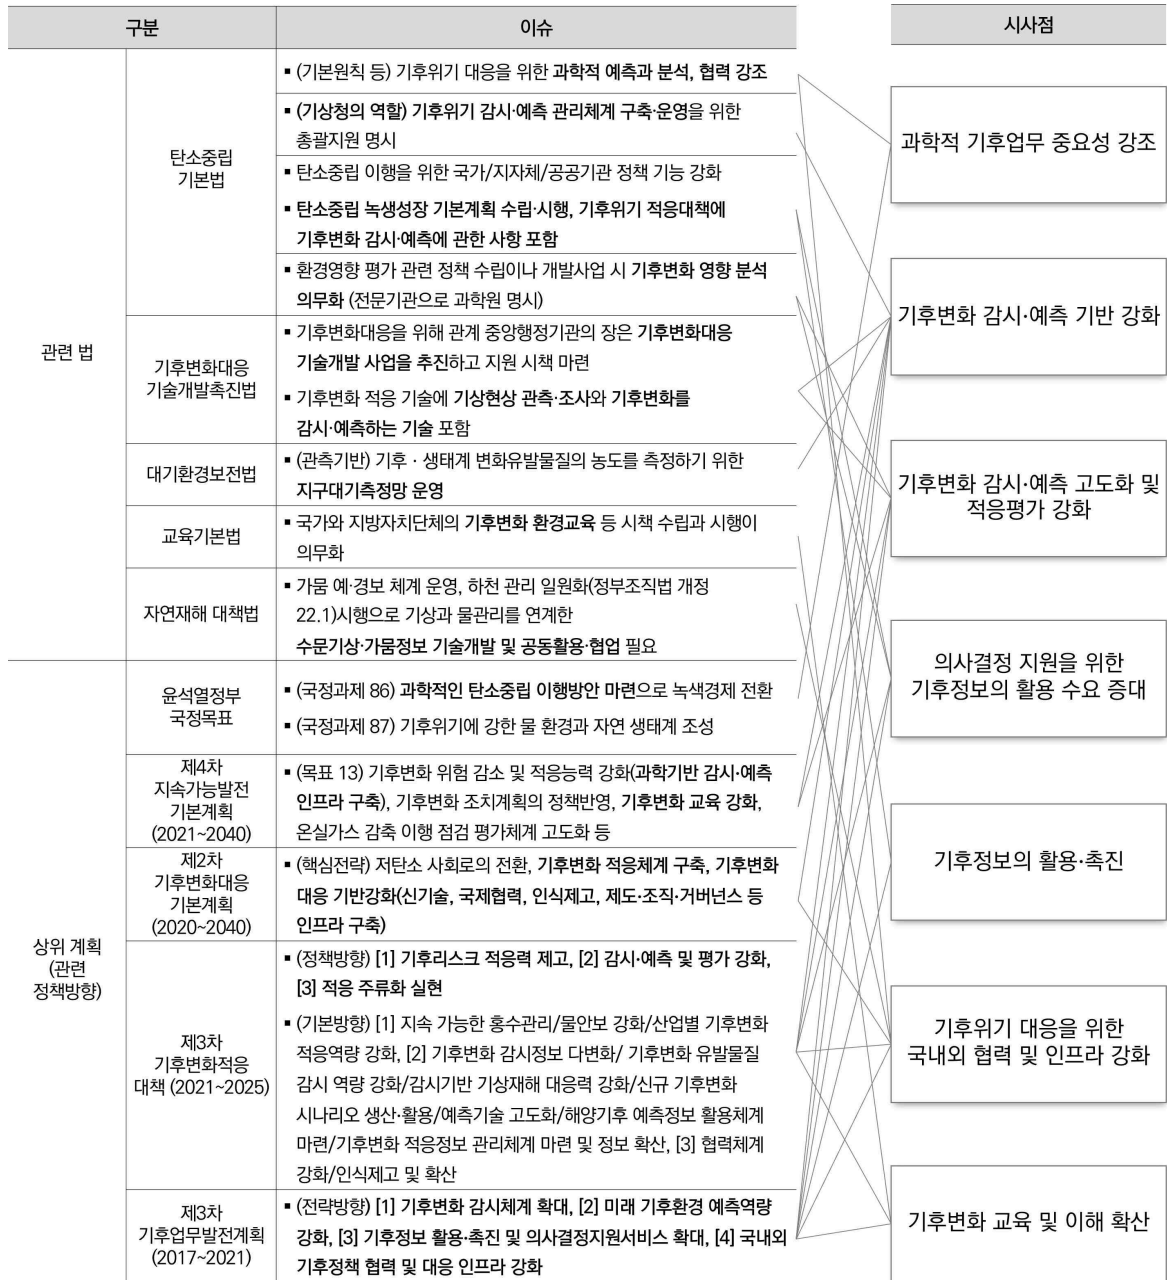 구분
이슈
시사점
관련 법
탄소중립
기본법
▪ (기본원칙 등) 기후위기 대응을 위한 과학적 예측과 분석, 협력 강조
▪ (기상청의 역할) 기후위기 감시·예측 관리체계 구축·운영을 위한
총괄지원 명시
▪ 탄소중립 이행을 위한 국가/지자체/공공기관 정책 기능 강화
▪ 탄소중립 녹생성장 기본계획 수립·시행, 기후위기 적응대책에
기후변화 감시·예측에 관한 사항 포함
▪ 환경영향 평가 관련 정책 수립이나 개발사업 시 기후변화 영향 분석
의무화 (전문기관으로 과학원 명시)
기후변화대응
기술개발촉진법
▪ 기후변화대응을 위해 관계 중앙행정기관의 장은 기후변화대응
기술개발 사업을 추진하고 지원 시책 마련
▪ 기후변화 적응 기술에 기상현상 관측·조사와 기후변화를
감시·예측하는 기술 포함
대기환경보전법
▪ (관측기반) 기후 · 생태계 변화유발물질의 농도를 측정하기 위한
지구대기측정망 운영
교육기본법
▪ 국가와 지방자치단체의 기후변화 환경교육 등 시책 수립과 시행이
의무화
자연재해 대책법
▪ 가뭄 예·경보 체계 운영, 하천 관리 일원화(정부조직법 개정
22.1)시행으로 기상과 물관리를 연계한
수문기상·가뭄정보 기술개발 및 공동활용·협업 필요
상위 계획
(관련
정책방향)
윤석열정부
국정목표
▪ (국정과제 86) 과학적인 탄소중립 이행방안 마련으로 녹색경제 전환
▪ (국정과제 87) 기후위기에 강한 물 환경과 자연 생태계 조성
제4차
지속가능발전
기본계획
(2021~2040)
▪ (목표 13) 기후변화 위험 감소 및 적응능력 강화(과학기반 감시·예측
인프라 구축), 기후변화 조치계획의 정책반영, 기후변화 교육 강화,
온실가스 감축 이행 점검 평가체계 고도화 등
제2차
기후변화대응
기본계획
(2020~2040)
▪ (핵심전략) 저탄소 사회로의 전환, 기후변화 적응체계 구축, 기후변화
대응 기반강화(신기술, 국제협력, 인식제고, 제도·조직·거버넌스 등
인프라 구축)
제3차
기후변화적응
대책 (2021~2025)
▪ (정책방향) [1] 기후리스크 적응력 제고, [2] 감시·예측 및 평가 강화,
[3] 적응 주류화 실현
▪ (기본방향) [1] 지속 가능한 홍수관리/물안보 강화/산업별 기후변화
적응역량 강화, [2] 기후변화 감시정보 다변화/ 기후변화 유발물질
감시 역량 강화/감시기반 기상재해 대응력 강화/신규 기후변화
시나리오 생산·활용/예측기술 고도화/해양기후 예측정보 활용체계
마련/기후변화 적응정보 관리체계 마련 및 정보 확산, [3] 협력체계
강화/인식제고 및 확산
제3차
기후업무발전계획
(2017~2021)
▪ (전략방향) [1] 기후변화 감시체계 확대, [2] 미래 기후환경 예측역량
강화, [3] 기후정보 활용·촉진 및 의사결정지원서비스 확대, [4] 국내외
기후정책 협력 및 대응 인프라 강화
과학적 기후업무 중요성 강조
기후변화 감시·예측 기반 강화
기후변화 감시·예측 고도화 및
적응평가 강화
의사결정 지원을 위한
기후정보의 활용 수요 증대
기후정보의 활용·촉진
기후위기 대응을 위한
국내외 협력 및 인프라 강화
기후변화 교육 및 이해 확산